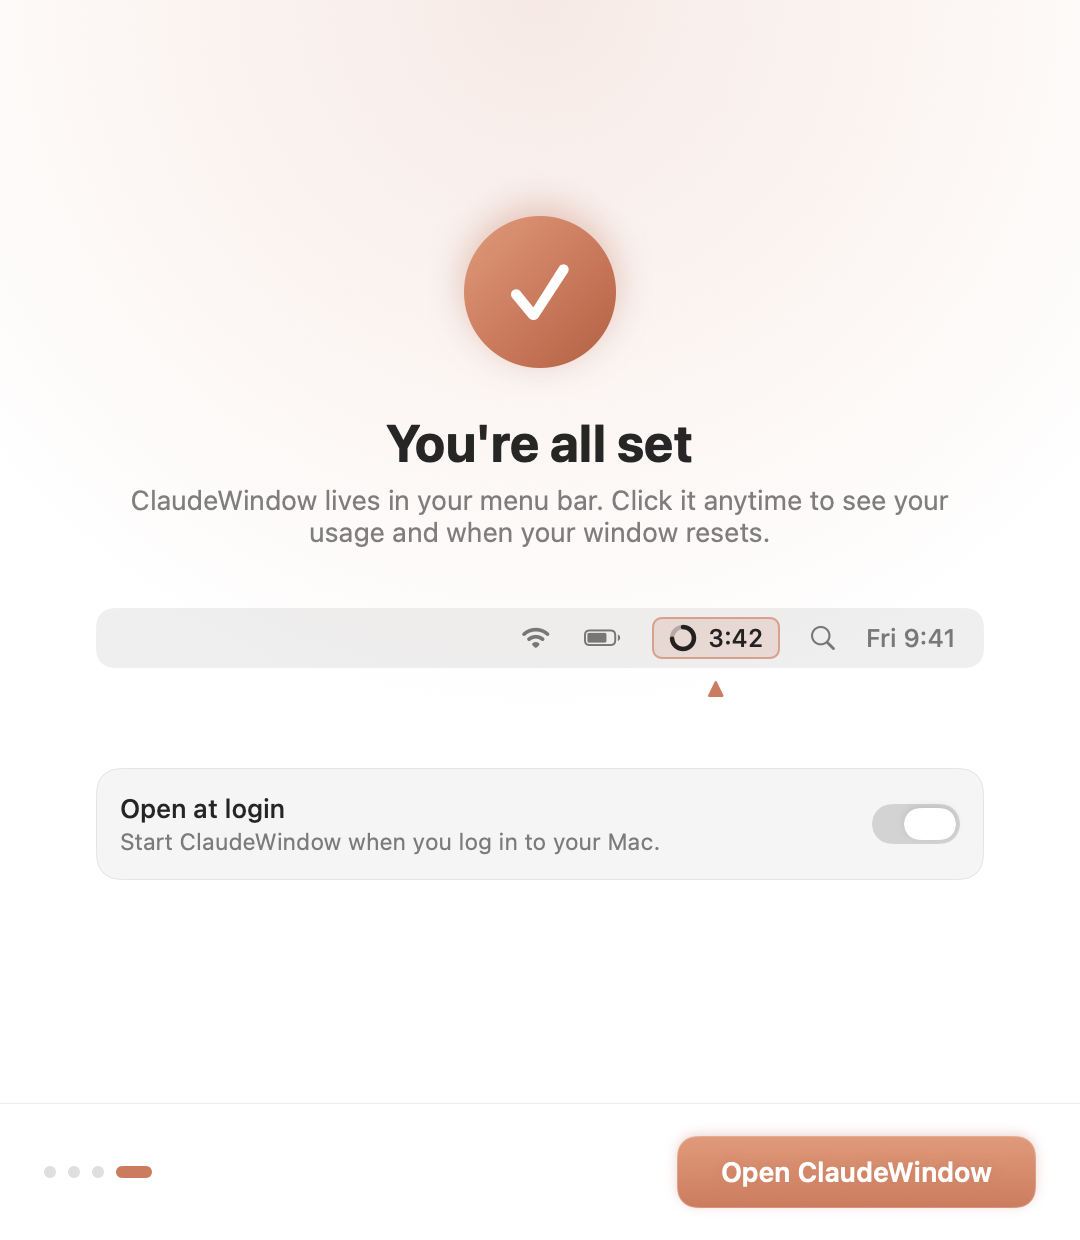 You're all set
ClaudeWindow lives in your menu bar. Click it anytime to see your
usage and when your window resets.
3:42
Fri 9:41
Open at login
Start ClaudeWindow when you log in to your Mac.
Open ClaudeWindow